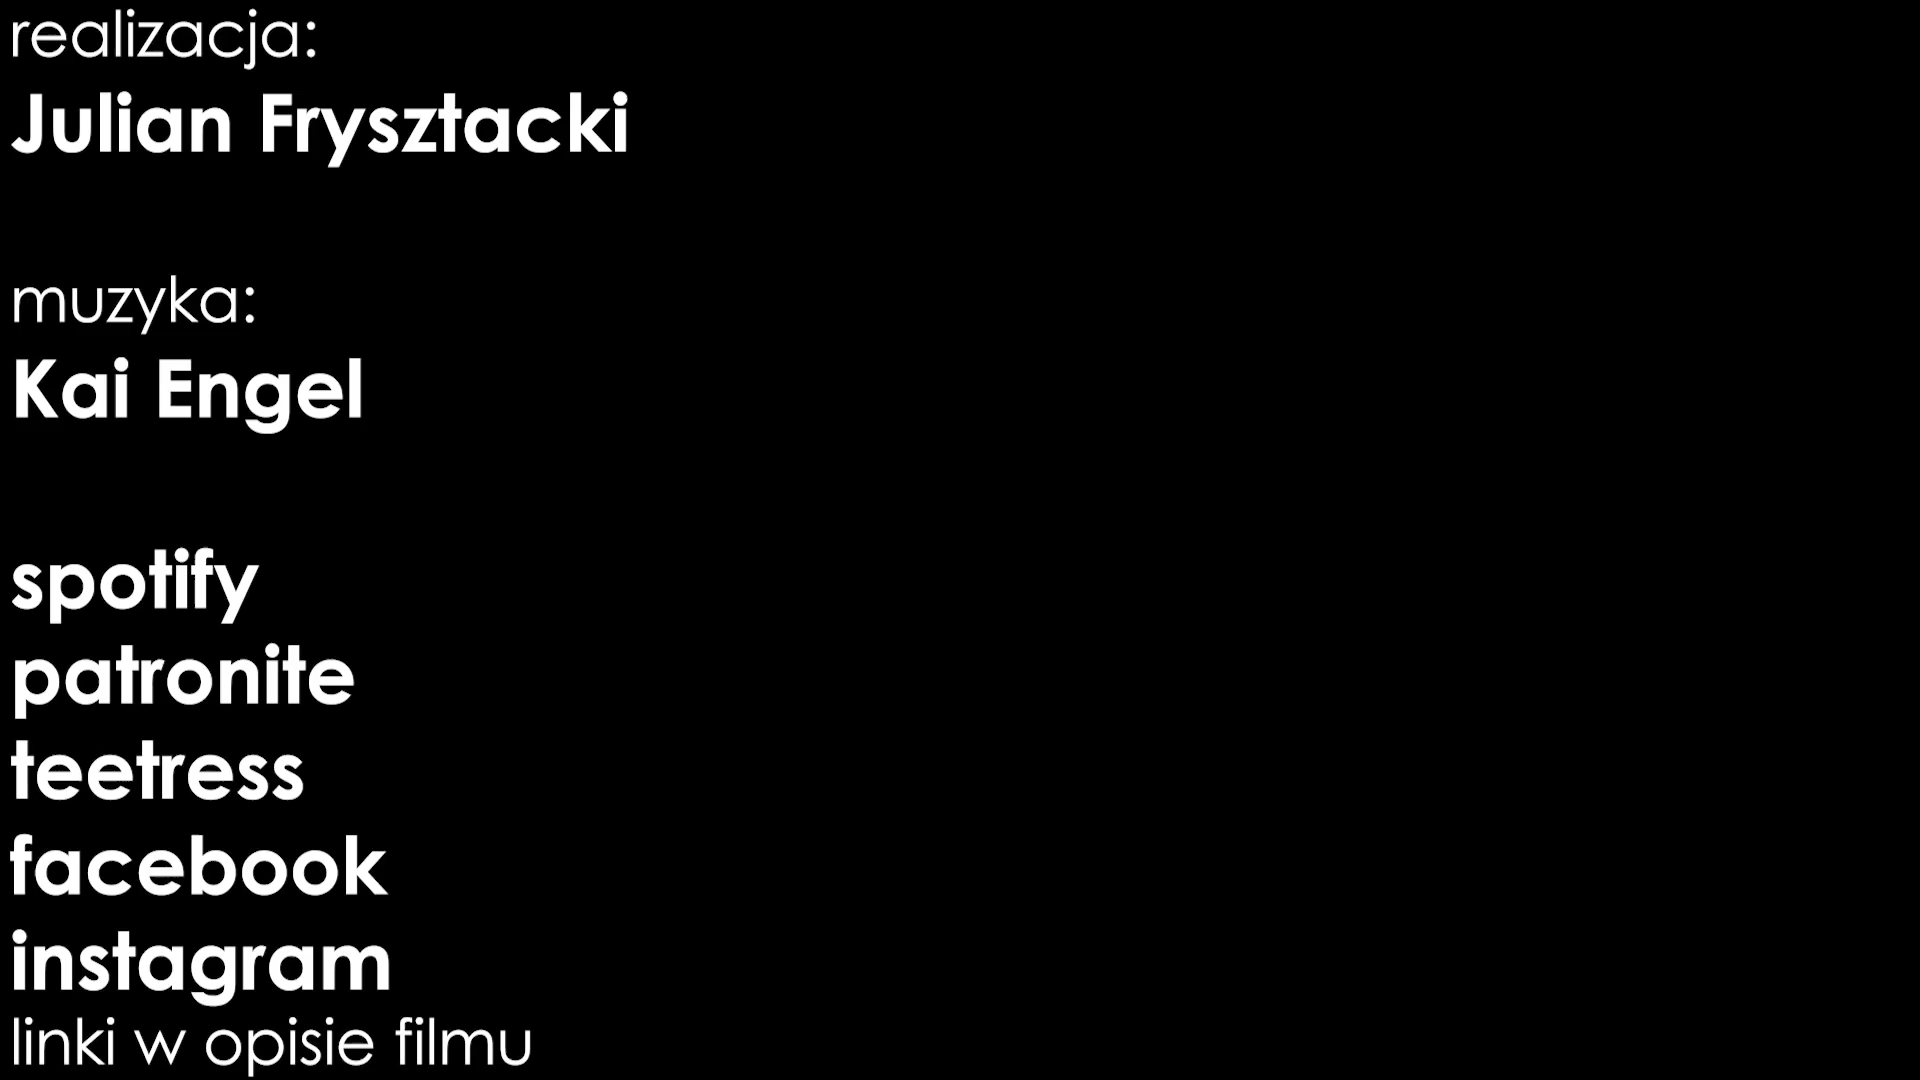 realizacja:
Julian Frysztacki
muzyka:
Kai Engel
spotify
patronite
teetress
facebook
instagram
linki w opisie filmu